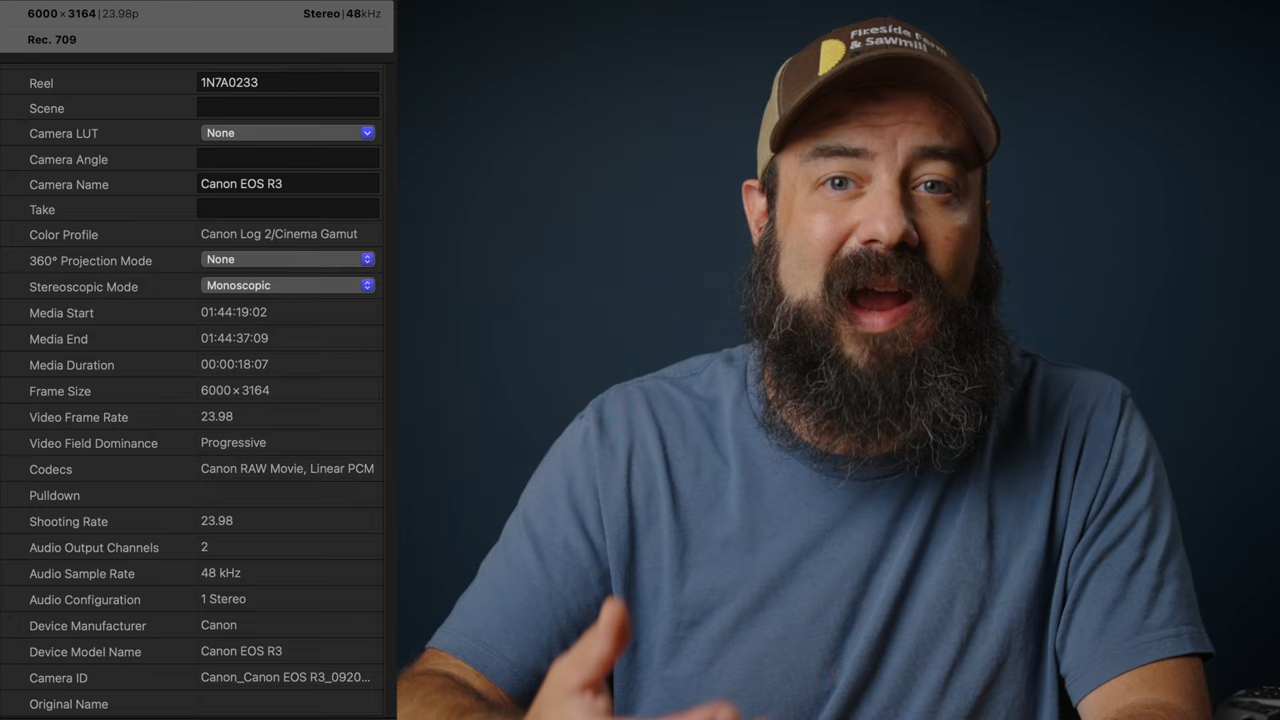 6000 × 3164 | 23.98p Stereo | 48kHz
Rec. 709
Reel 1N7A0233
Scene
Camera LUT None
Camera Angle
Camera Name Canon EOS R3
Take
Color Profile Canon Log 2/Cinema Gamut
360° Projection Mode None
Stereoscopic Mode Monoscopic
Media Start 01:44:19:02
Media End 01:44:37:09
Media Duration 00:00:18:07
Frame Size 6000×3164
Video Frame Rate 23.98
Video Field Dominance Progressive
Codecs Canon RAW Movie, Linear PCM
Pulldown
Shooting Rate 23.98
Audio Output Channels 2
Audio Sample Rate 48 kHz
Audio Configuration 1 Stereo
Device Manufacturer Canon
Device Model Name Canon EOS R3
Camera ID Canon_Canon EOS R3_0920...
Original Name
Fireside Farm
& Sawmill